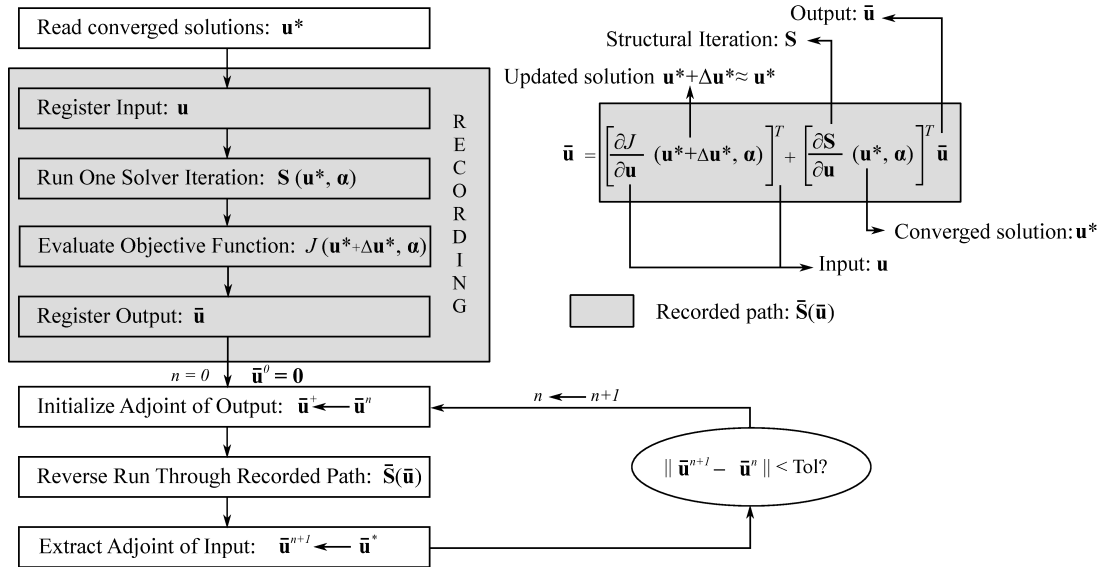 Read converged solutions: u*
Register Input: u
Run One Solver Iteration: S (u*, α)
Evaluate Objective Function: J (u*+Δu*, α)
Register Output: ū
RECORDING
n = 0 ū⁰ = 0
Initialize Adjoint of Output: ū⁺ ← ūⁿ
Reverse Run Through Recorded Path: S̄(ū)
Extract Adjoint of Input: ūⁿ⁺¹ ← ū*
n ← n+1
|| ūⁿ⁺¹ − ūⁿ || < Tol?
Output: ū
Structural Iteration: S
Updated solution u*+Δu* ≈ u*
ū = [∂J/∂u (u*+Δu*, α)]ᵀ + [∂S/∂u (u*, α)]ᵀ ū
Converged solution: u*
Input: u
Recorded path: S̄(ū)